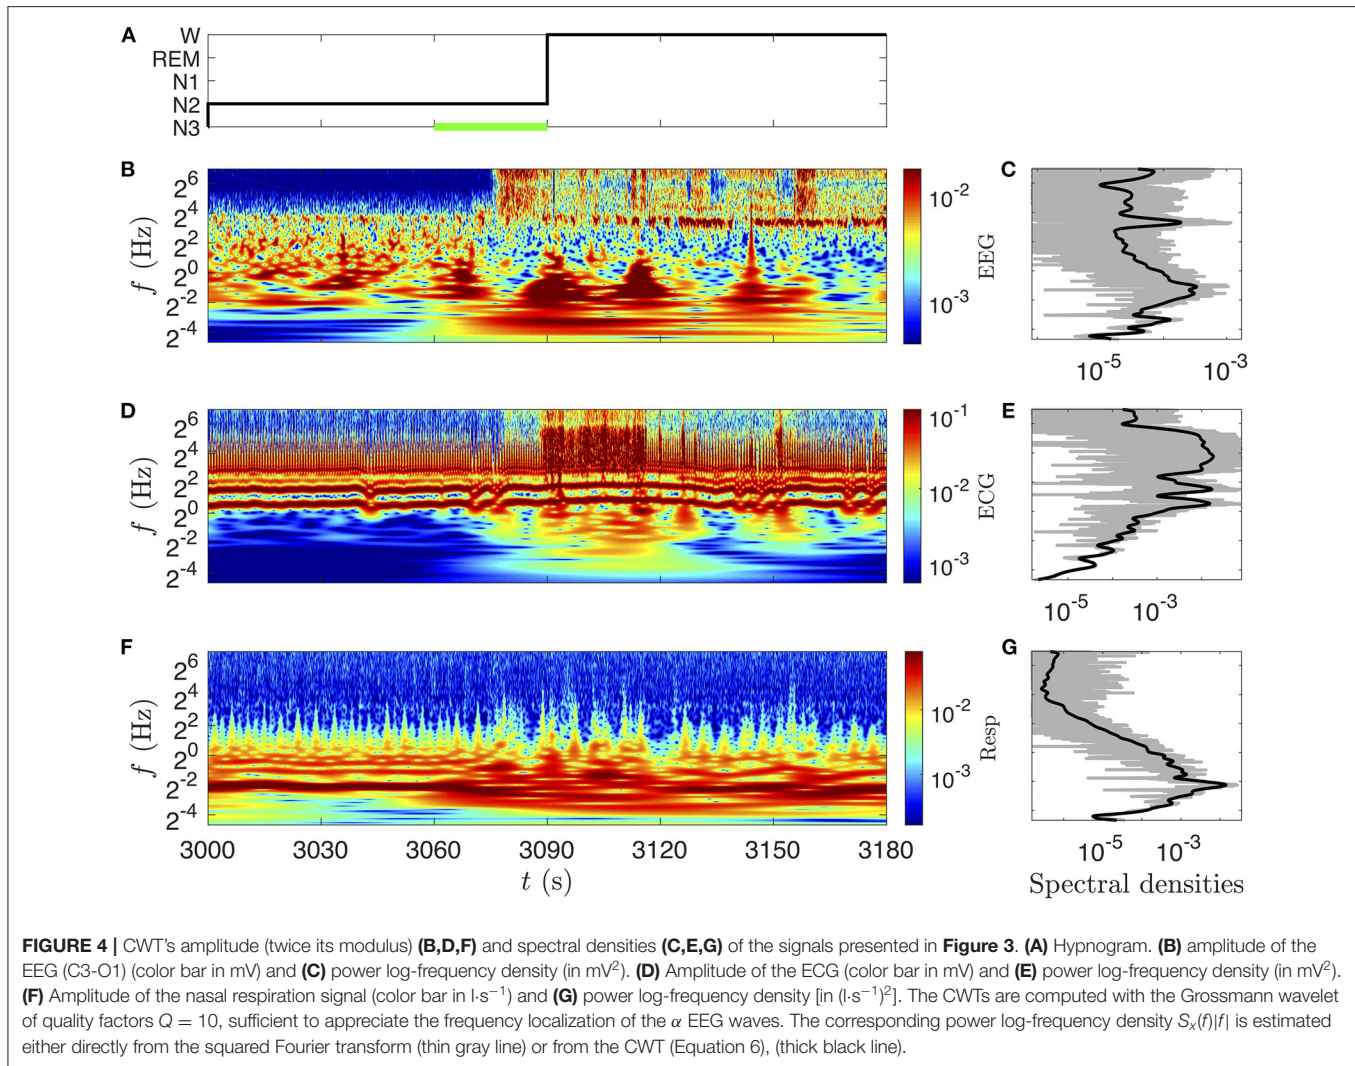 A
W
REM
N1
N2
N3
B
2^6
2^4
2^2
2^0
2^-2
2^-4
f (Hz)
10^-2
10^-3
EEG
C
10^-5
10^-3
D
2^6
2^4
2^2
2^0
2^-2
2^-4
f (Hz)
10^-1
10^-2
10^-3
ECG
E
10^-5
10^-3
F
2^6
2^4
2^2
2^0
2^-2
2^-4
f (Hz)
10^-2
10^-3
Resp
G
10^-5
10^-3
3000
3030
3060
3090
3120
3150
3180
t (s)
Spectral densities
FIGURE 4 | CWT's amplitude (twice its modulus) (B,D,F) and spectral densities (C,E,G) of the signals presented in Figure 3. (A) Hypnogram. (B) amplitude of the
EEG (C3-O1) (color bar in mV) and (C) power log-frequency density (in mV²). (D) Amplitude of the ECG (color bar in mV) and (E) power log-frequency density (in mV²).
(F) Amplitude of the nasal respiration signal (color bar in l·s⁻¹) and (G) power log-frequency density [in (l·s⁻¹)²]. The CWTs are computed with the Grossmann wavelet
of quality factors Q = 10, sufficient to appreciate the frequency localization of the α EEG waves. The corresponding power log-frequency density Sₓ(f)|f| is estimated
either directly from the squared Fourier transform (thin gray line) or from the CWT (Equation 6), (thick black line).